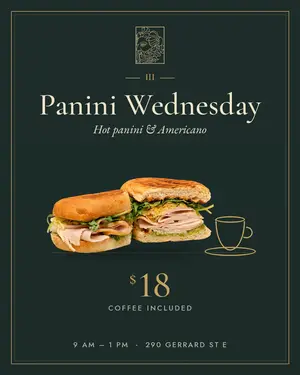 III
Panini Wednesday
Hot panini & Americano
$18
COFFEE INCLUDED
9 AM – 1 PM · 290 GERRARD ST E